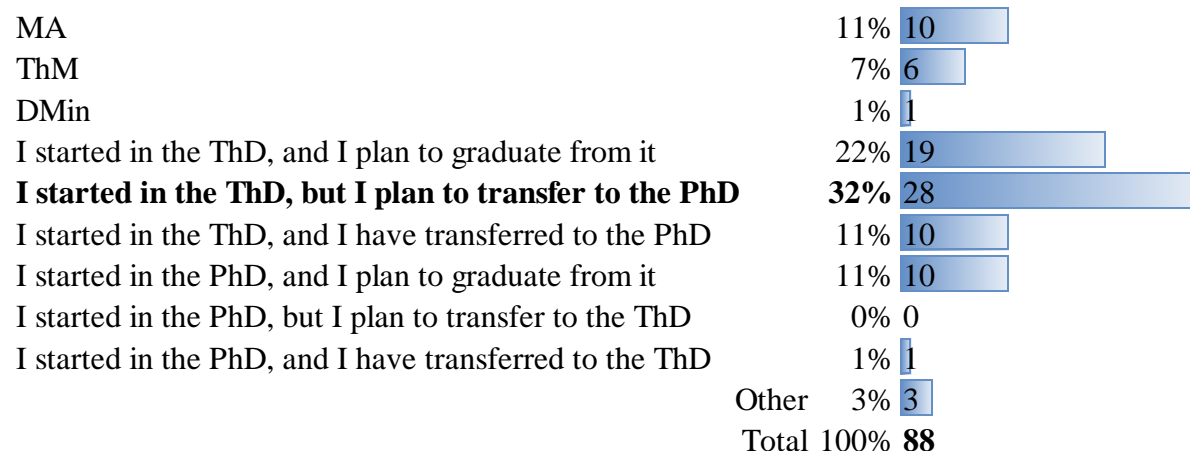 MA 11% 10
ThM 7% 6
DMin 1% 1
I started in the ThD, and I plan to graduate from it 22% 19
I started in the ThD, but I plan to transfer to the PhD 32% 28
I started in the ThD, and I have transferred to the PhD 11% 10
I started in the PhD, and I plan to graduate from it 11% 10
I started in the PhD, but I plan to transfer to the ThD 0% 0
I started in the PhD, and I have transferred to the ThD 1% 1
Other 3% 3
Total 100% 88